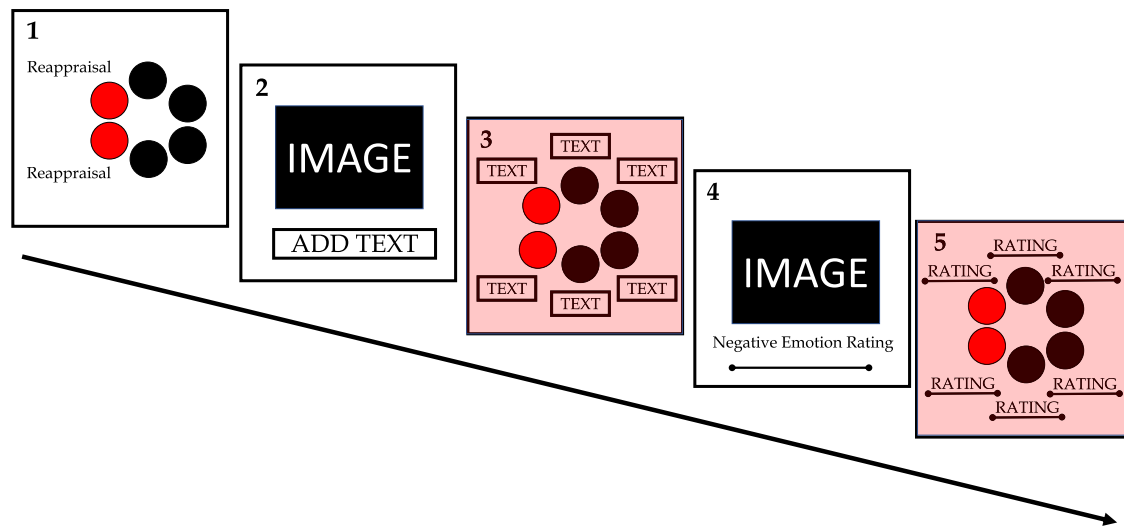 1
Reappraisal
Reappraisal
2
IMAGE
ADD TEXT
3
TEXT
TEXT
TEXT
TEXT
TEXT
TEXT
4
IMAGE
Negative Emotion Rating
5
RATING
RATING
RATING
RATING
RATING
RATING